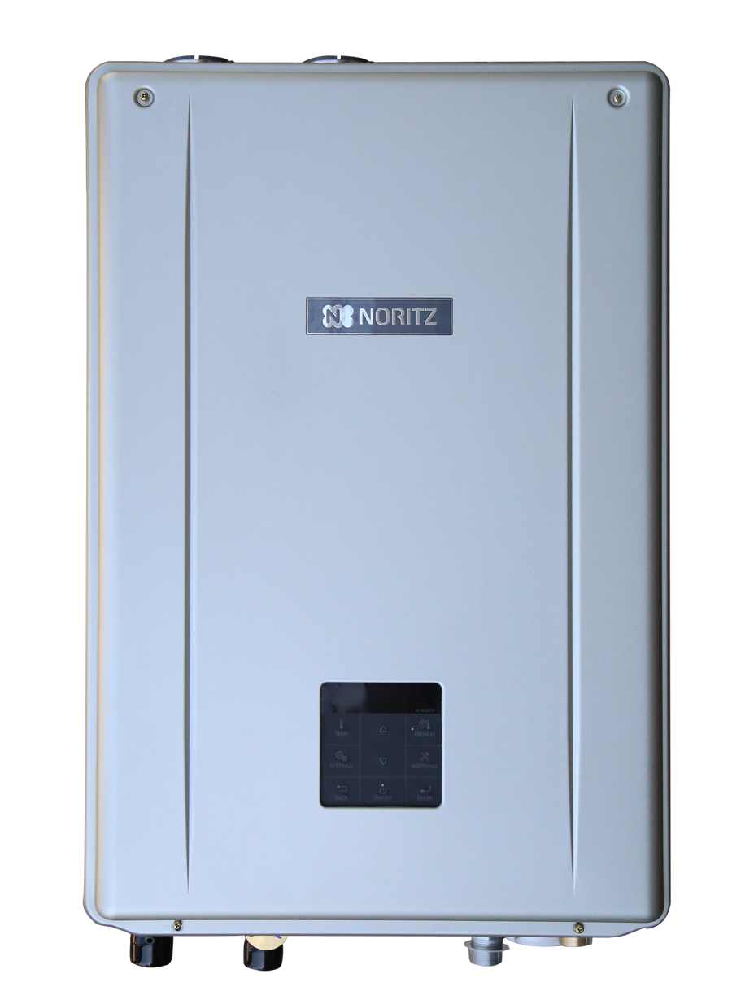 NORITZ
TEMP
PREHEAT
SETTINGS
MAINTENANCE
BACK
ON/OFF
ENTER